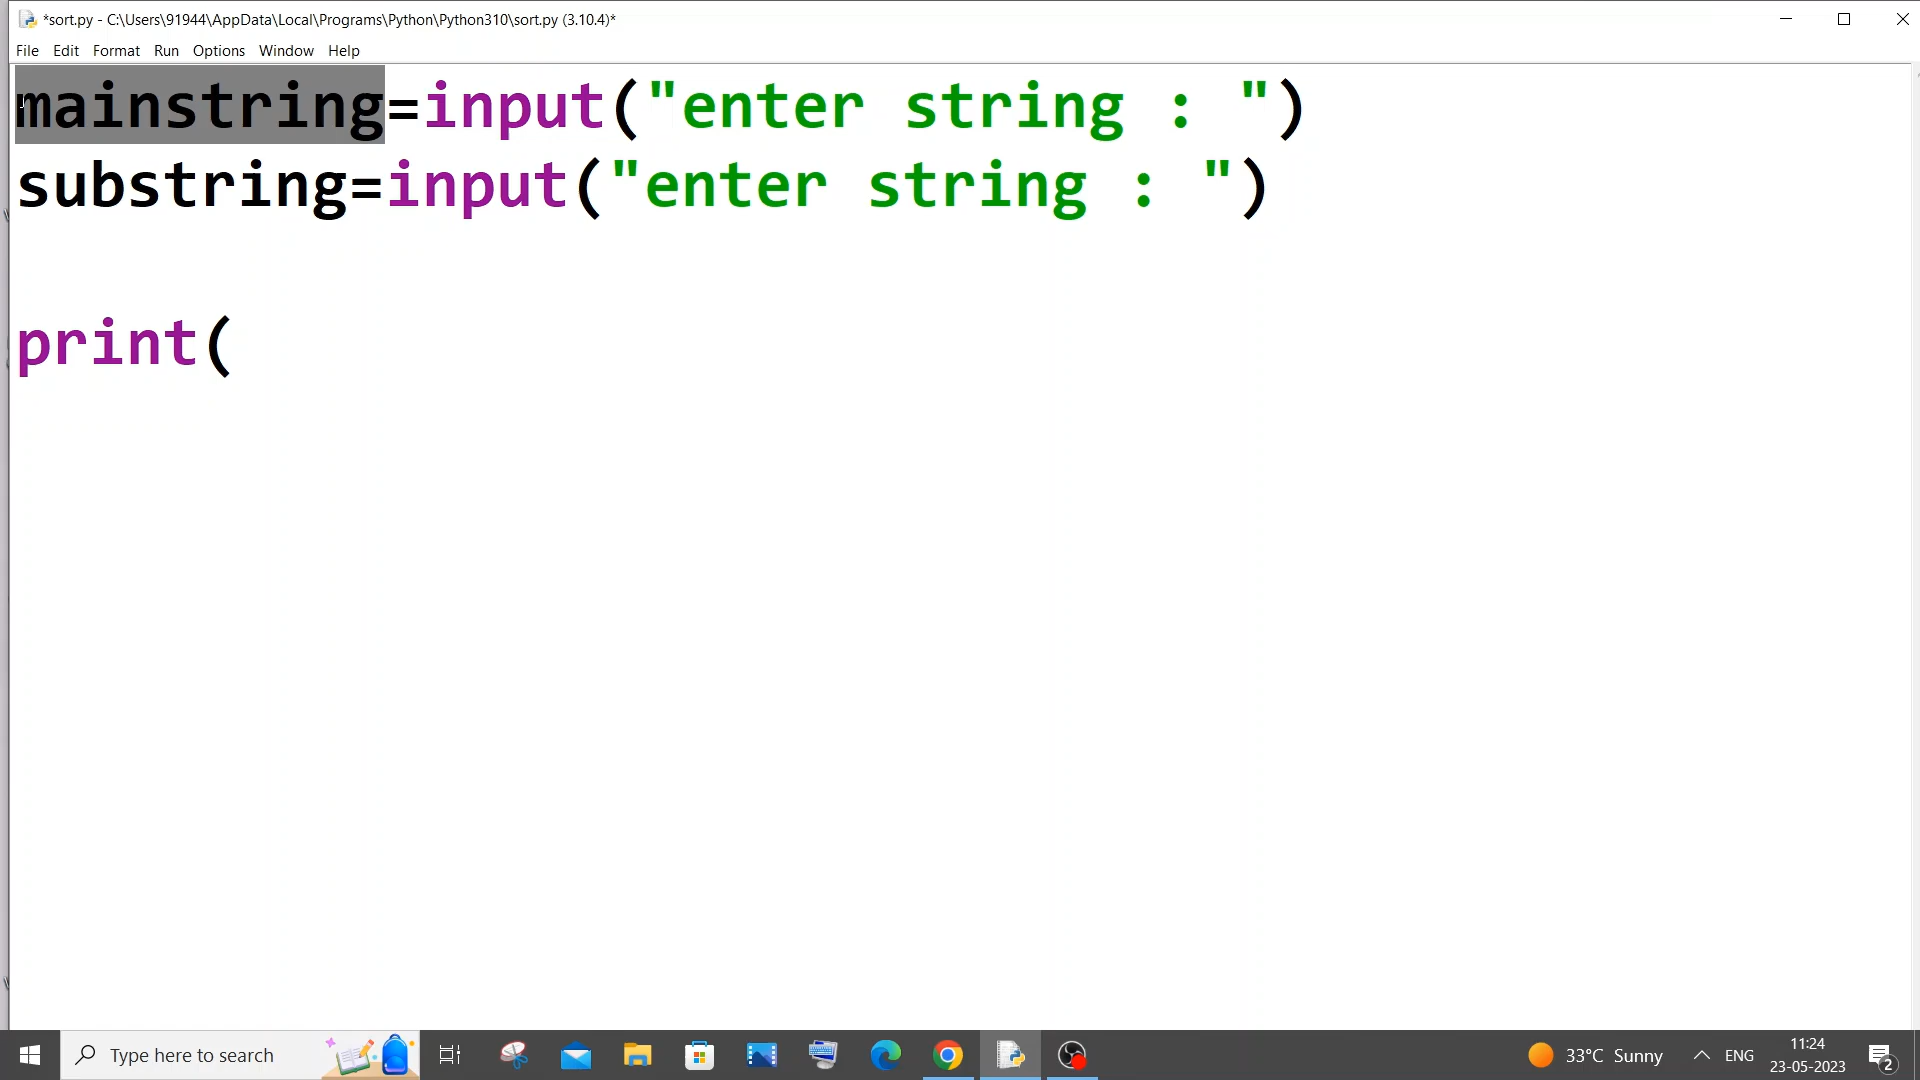 *sort.py - C:\Users\91944\AppData\Local\Programs\Python\Python310\sort.py (3.10.4)*
File Edit Format Run Options Window Help
mainstring=input("enter string : ")
substring=input("enter string : ")
print(
Type here to search
33°C Sunny
ENG
11:24
23-05-2023
2